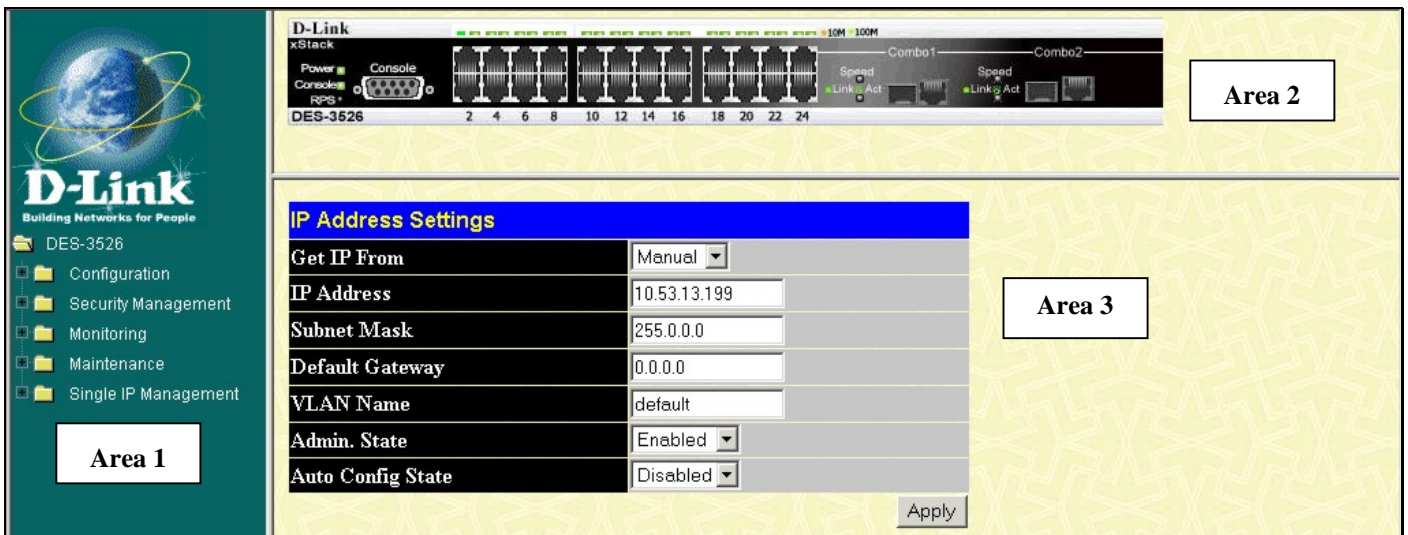 D-Link
Building Networks for People
DES-3526
Configuration
Security Management
Monitoring
Maintenance
Single IP Management
Area 1
D-Link
xStack
10M 100M
Power
Console
Console
RPS
Combo1
Combo2
Speed
Speed
Link Act
Link Act
DES-3526
2 4 6 8 10 12 14 16 18 20 22 24
Area 2
IP Address Settings
Get IP From Manual
IP Address 10.53.13.199
Subnet Mask 255.0.0.0
Default Gateway 0.0.0.0
VLAN Name default
Admin. State Enabled
Auto Config State Disabled
Apply
Area 3